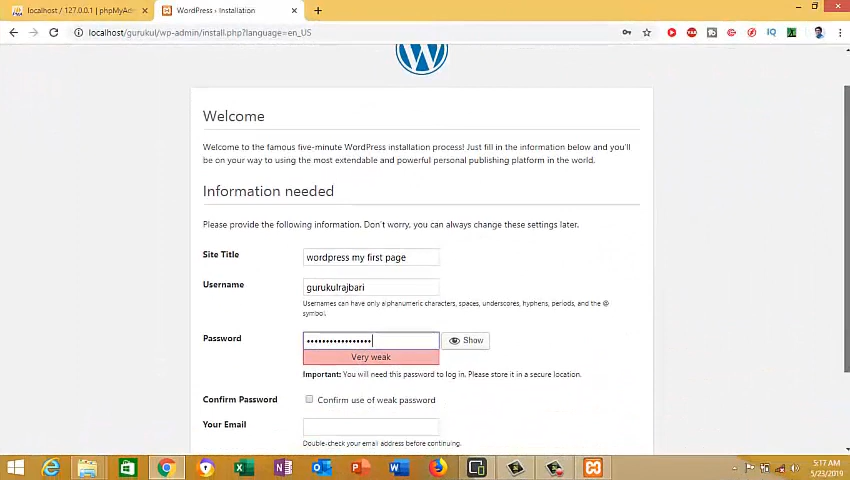 localhost / 127.0.0.1 | phpMyAdm
WordPress › Installation
localhost/gurukul/wp-admin/install.php?language=en_US
Welcome
Welcome to the famous five-minute WordPress installation process! Just fill in the information below and you'll
be on your way to using the most extendable and powerful personal publishing platform in the world.
Information needed
Please provide the following information. Don't worry, you can always change these settings later.
Site Title
wordpress my first page
Username
gurukulrajbari
Usernames can have only alphanumeric characters, spaces, underscores, hyphens, periods, and the @
symbol.
Password
•••••••••••••••••
Show
Very weak
Important: You will need this password to log in. Please store it in a secure location.
Confirm Password
Confirm use of weak password
Your Email
Double-check your email address before continuing.
5:17 AM
5/23/2019